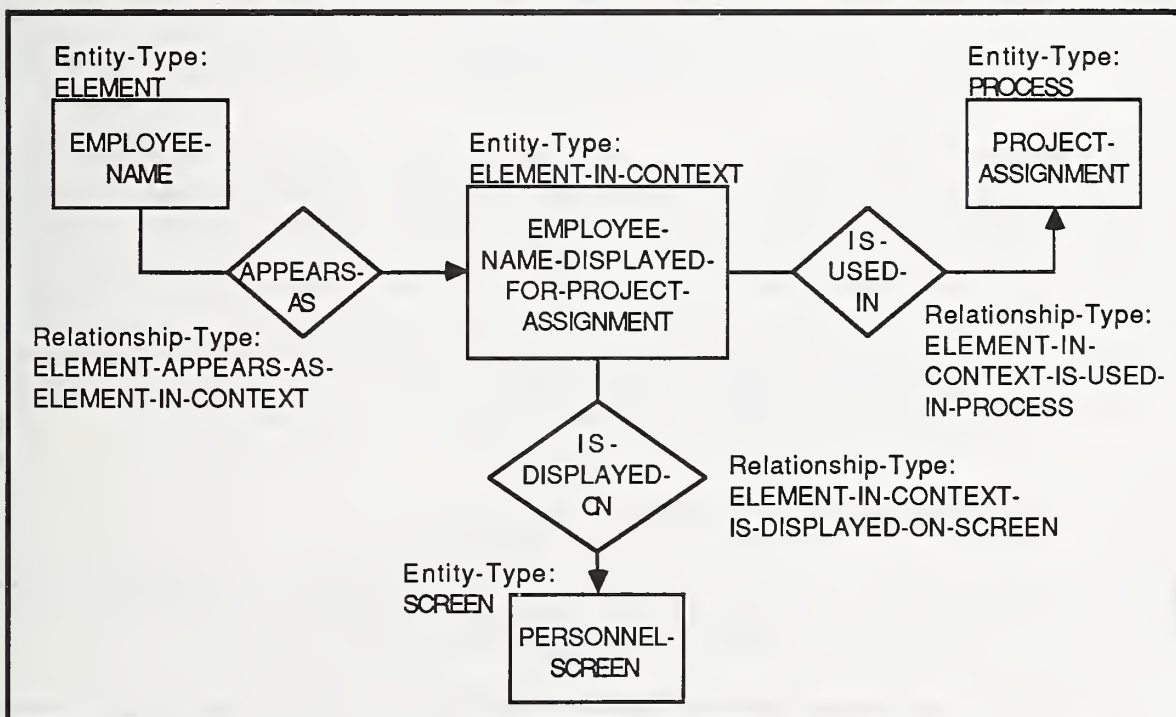 Entity-Type:
ELEMENT
EMPLOYEE-
NAME
APPEARS-
AS
Relationship-Type:
ELEMENT-APPEARS-AS-
ELEMENT-IN-CONTEXT
Entity-Type:
ELEMENT-IN-CONTEXT
EMPLOYEE-
NAME-DISPLAYED-
FOR-PROJECT-
ASSIGNMENT
IS-
USED-
IN
Entity-Type:
PROCESS
PROJECT-
ASSIGNMENT
Relationship-Type:
ELEMENT-IN-
CONTEXT-IS-USED-
IN-PROCESS
IS-
DISPLAYED-
ON
Relationship-Type:
ELEMENT-IN-CONTEXT-
IS-DISPLAYED-ON-SCREEN
Entity-Type:
SCREEN
PERSONNEL-
SCREEN